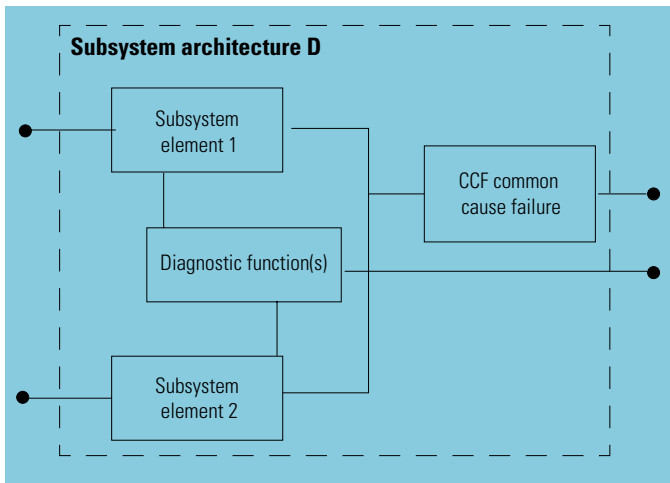 Subsystem architecture D
Subsystem
element 1
CCF common
cause failure
Diagnostic function(s)
Subsystem
element 2